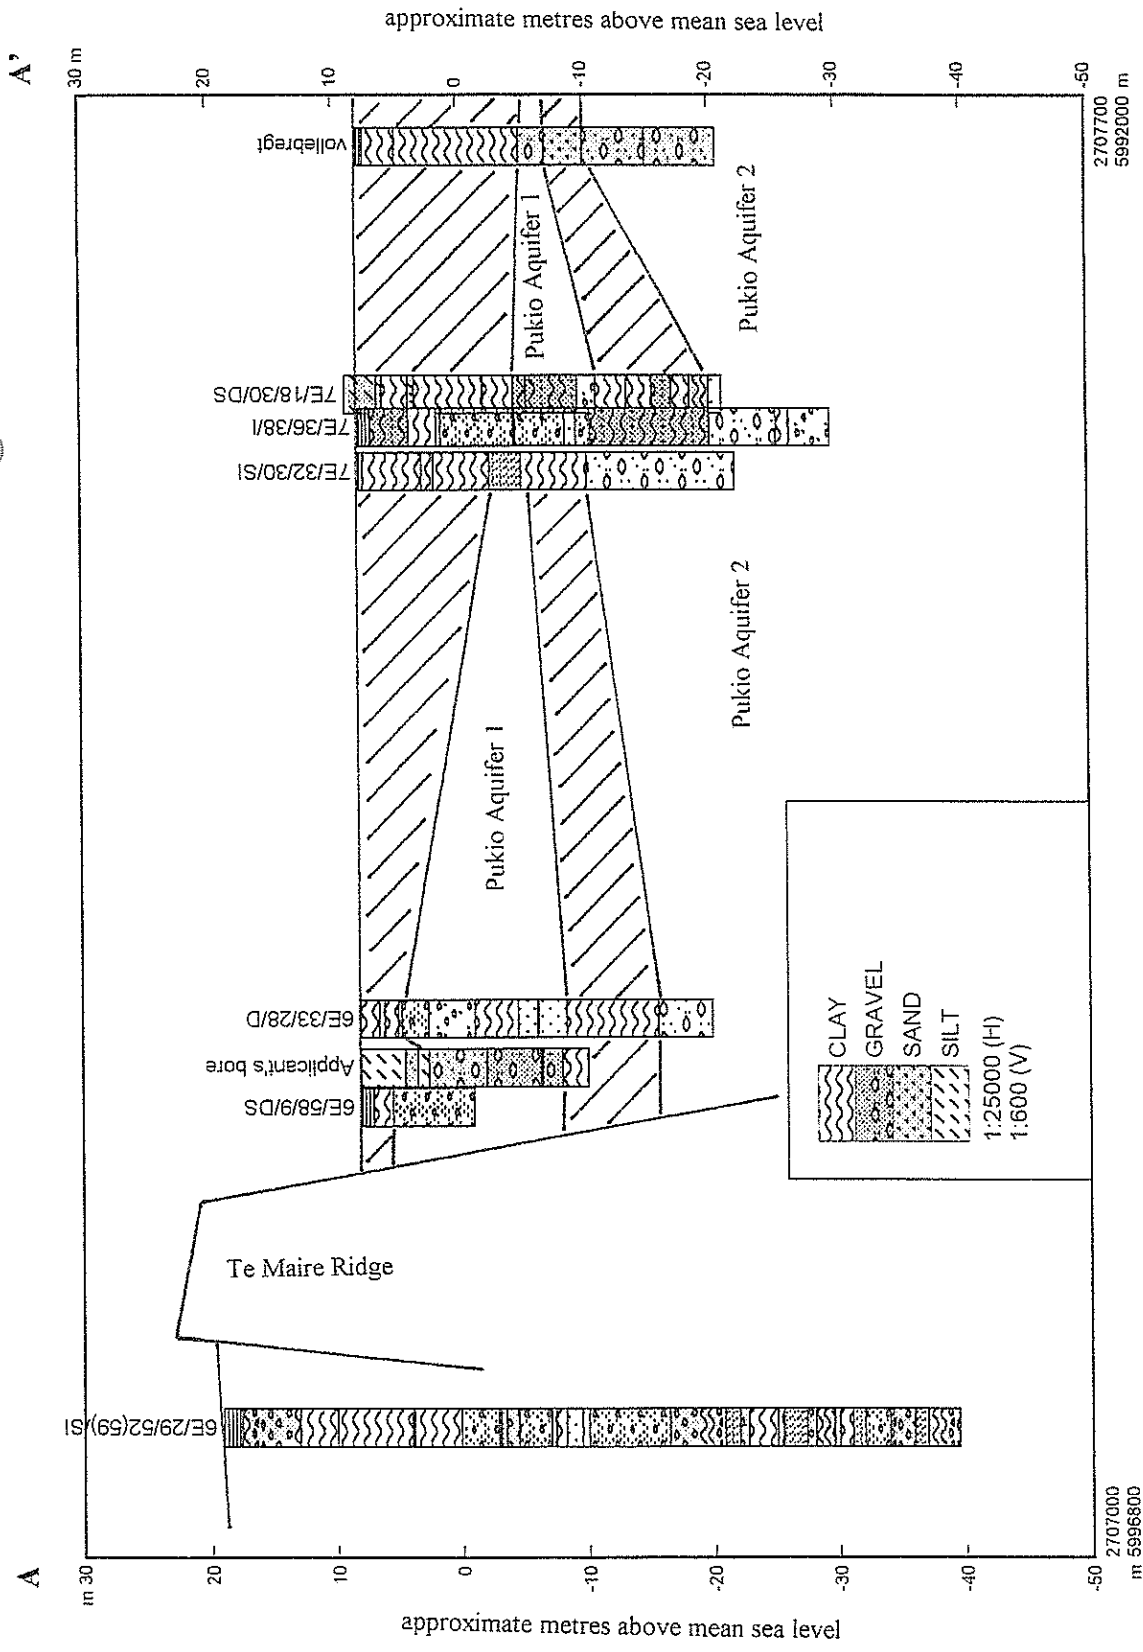 A
A'
approximate metres above mean sea level
m 30
20
10
0
-10
-20
-30
-40
-50
2707000
m 5996800
6E/29/52(59)/SI
Te Maire Ridge
6E/58/9/DS
Applicant's bore
6E/33/28/D
Pukio Aquifer 1
Pukio Aquifer 2
7E/32/30/SI
7E/36/38/I
7E/18/30/DS
Pukio Aquifer 1
Pukio Aquifer 2
vollebregt
CLAY
GRAVEL
SAND
SILT
1:25000 (H)
1:600 (V)
30 m
20
10
0
-10
-20
-30
-40
-50
2707700
5992000 m
approximate metres above mean sea level